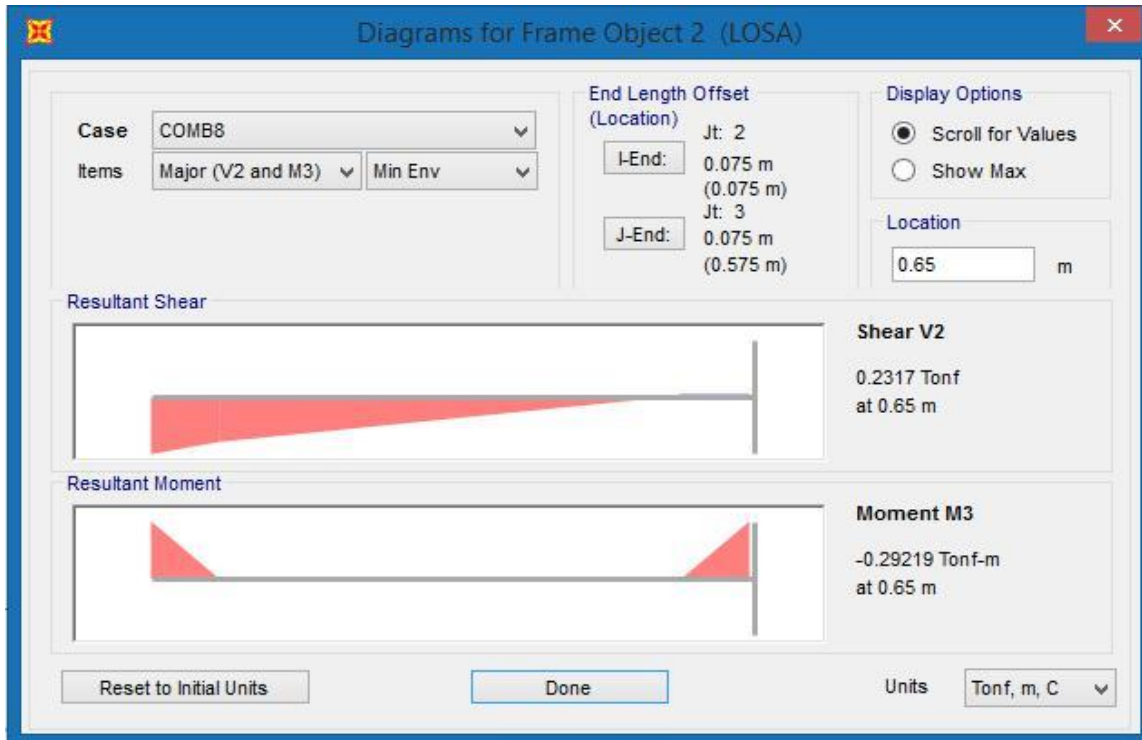 Diagrams for Frame Object 2 (LOSA)
Case COMB8
Items Major (V2 and M3) Min Env
End Length Offset
(Location)
I-End:
Jt: 2
0.075 m
(0.075 m)
J-End:
Jt: 3
0.075 m
(0.575 m)
Display Options
Scroll for Values
Show Max
Location
0.65 m
Resultant Shear
Shear V2
0.2317 Tonf
at 0.65 m
Resultant Moment
Moment M3
-0.29219 Tonf-m
at 0.65 m
Reset to Initial Units
Done
Units Tonf, m, C